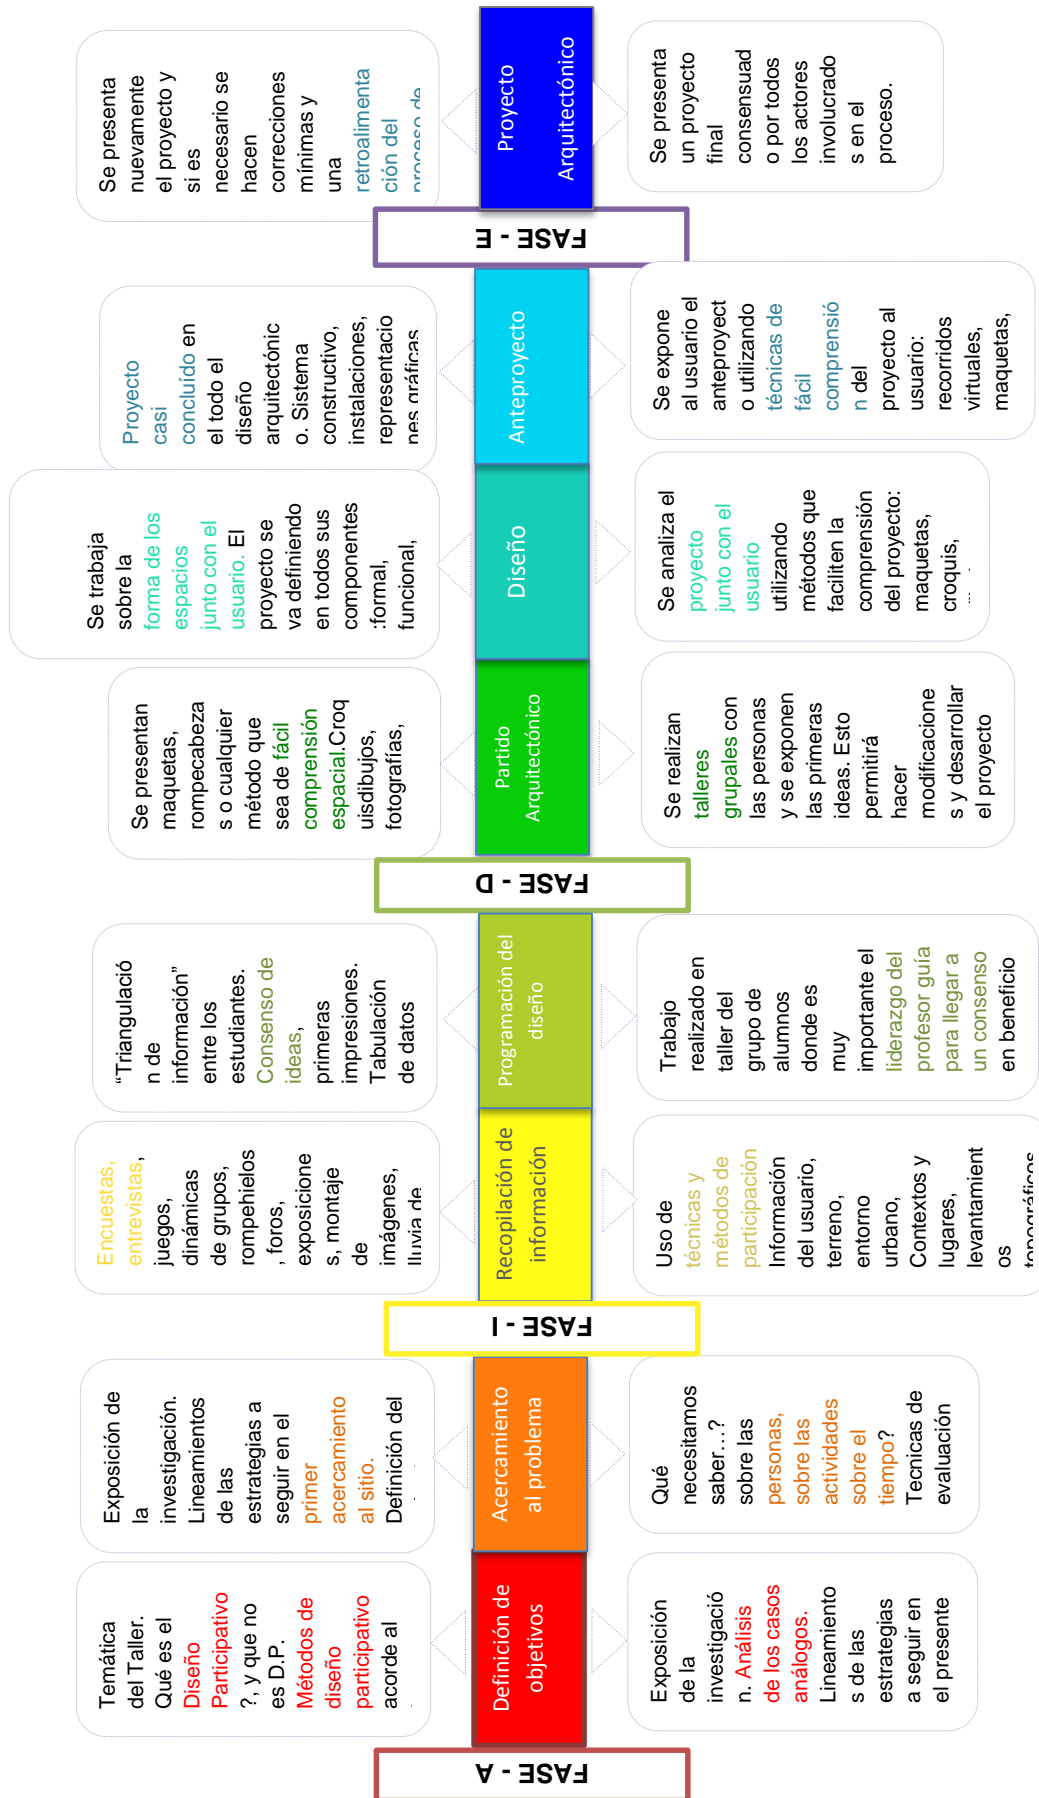 FASE - A
Temática
del Taller.
Qué es el
Diseño
Participativo
?, y que no
es D.P.
Métodos de
diseño
participativo
acorde al
Definición de
objetivos
Exposición
de la
investigació
n. Análisis
de los casos
análogos.
Lineamiento
s de las
estrategias
a seguir en
el presente
Exposición de
la
investigación.
Lineamientos
de las
estrategias a
seguir en el
primer
acercamiento
al sitio.
Definición del
Acercamiento
al problema
Qué
necesitamos
saber...?
sobre las
personas,
sobre las
actividades
sobre el
tiempo?
Tecnicas de
evaluación
FASE - I
Encuestas,
entrevistas,
juegos,
dinámicas
de grupos,
rompehielos
, foros,
exposicione
s, montaje
de
imágenes,
lluvia de
Recopilación de
información
Uso de
técnicas y
métodos de
participación
Información
del usuario,
terreno,
entorno
urbano,
Contextos y
lugares,
levantamient
os
topográficos
“Triangulació
n de
información”
entre los
estudiantes.
Consenso de
ideas,
primeras
impresiones.
Tabulación
de datos
Programación del
diseño
Trabajo
realizado en
taller del
grupo de
alumnos
donde es
muy
importante el
liderazgo del
profesor guía
para llegar a
un consenso
en beneficio
FASE - D
Se presentan
maquetas,
rompecabeza
s o cualquier
método que
sea de fácil
comprensión
espacial.Croq
uisdibujos,
fotografías,
Partido
Arquitectónico
Se realizan
talleres
grupales con
las personas
y se exponen
las primeras
ideas. Esto
permitirá
hacer
modificacione
s y desarrollar
el proyecto
Se trabaja
sobre la
forma de los
espacios
junto con el
usuario. El
proyecto se
va definiendo
en todos sus
componentes
:formal,
funcional,
Diseño
Se analiza el
proyecto
junto con el
usuario
utilizando
métodos que
faciliten la
comprensión
del proyecto:
maquetas,
croquis,
Proyecto
casi
concluído en
el todo el
diseño
arquitectónic
o. Sistema
constructivo,
instalaciones,
representacio
nes gráficas
Anteproyecto
Se expone
al usuario el
anteproyect
o utilizando
técnicas de
fácil
comprensió
n del
proyecto al
usuario:
recorridos
virtuales,
maquetas,
FASE - E
Se presenta
nuevamente
el proyecto y
si es
necesario se
hacen
correcciones
mínimas y
una
retroalimenta
ción del
proceso de
Proyecto
Arquitectónico
Se presenta
un proyecto
final
consensuad
o por todos
los actores
involucrado
s en el
proceso.